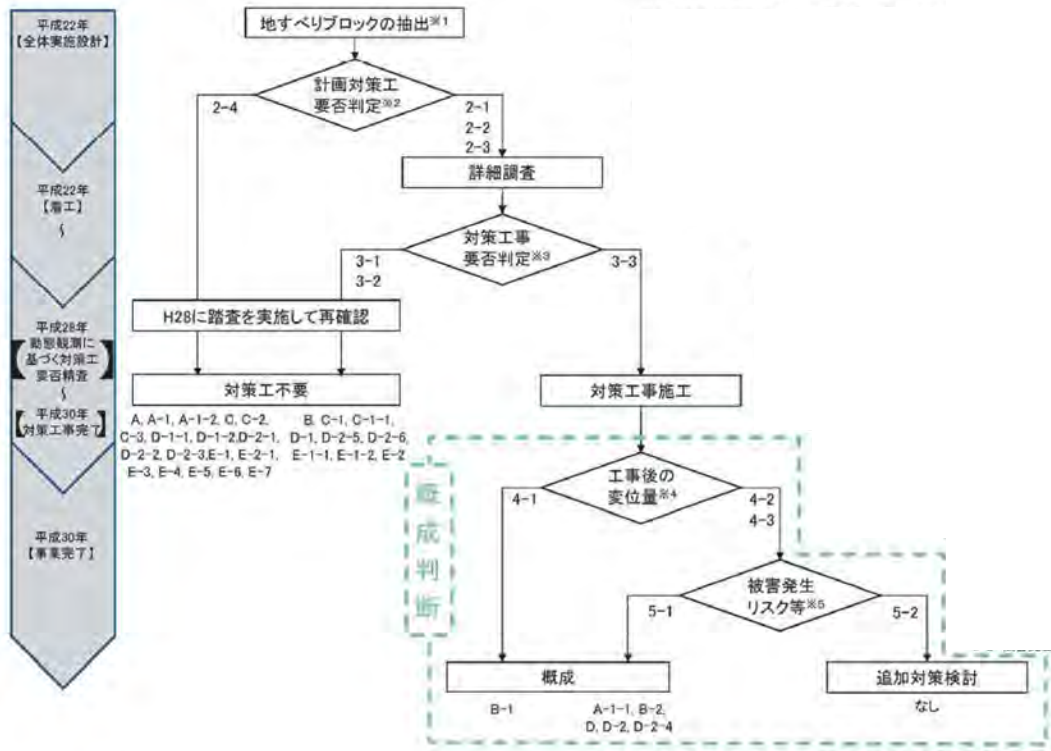 平成22年
【全体実施設計】
平成22年
【着工】
～
平成28年
【動態観測に
基づく対策工
要否精査】
～
平成30年
【対策工事完了】
平成30年
【事業完了】
地すべりブロックの抽出※1
計画対策工
要否判定※2
2-4
2-1
2-2
2-3
詳細調査
対策工事
要否判定※3
3-1
3-2
3-3
H28に踏査を実施して再確認
対策工不要
A, A-1, A-1-2, C, C-2,
C-3, D-1-1, D-1-2,D-2-1,
D-2-2, D-2-3,E-1, E-2-1,
E-3, E-4, E-5, E-6, E-7
B, C-1, C-1-1,
D-1, D-2-5, D-2-6,
E-1-1, E-1-2, E-2
対策工事施工
概成判断
工事後の
変位量※4
4-1
4-2
4-3
被害発生
リスク等※5
5-1
5-2
概成
B-1
A-1-1, B-2,
D, D-2, D-2-4
追加対策検討
なし